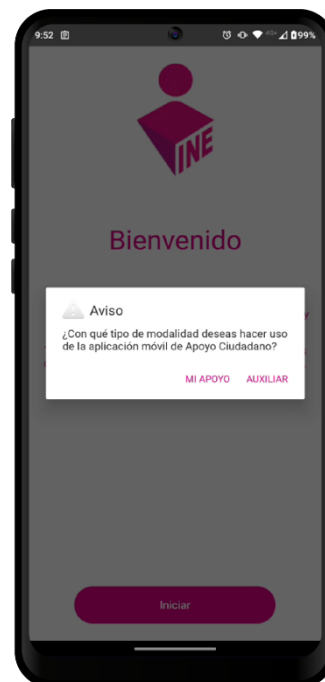 9:52
4G+ 99%
INE
Bienvenido
y
Aviso
¿Con qué tipo de modalidad deseas hacer uso
de la aplicación móvil de Apoyo Ciudadano?
MI APOYO AUXILIAR
Iniciar